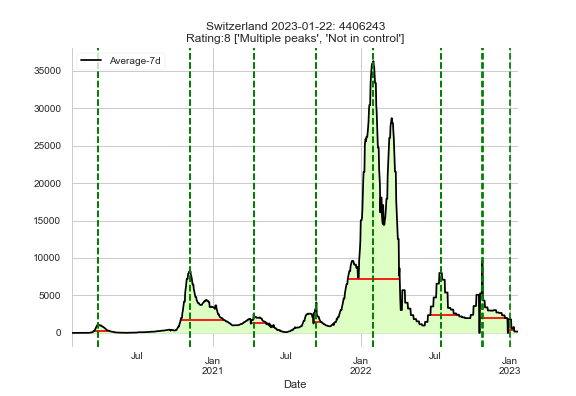 Switzerland 2023-01-22: 4406243
Rating:8 ['Multiple peaks', 'Not in control']
Average-7d
35000
30000
25000
20000
15000
10000
5000
0
Jul
Jan
2021
Jul
Jan
2022
Jul
Jan
2023
Date